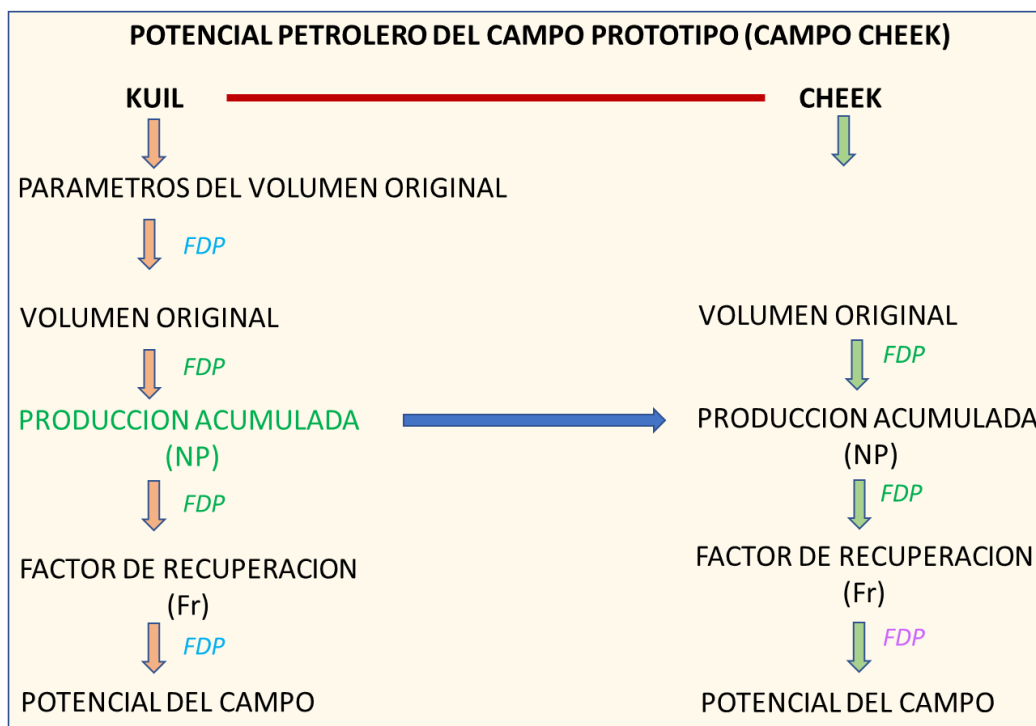 POTENCIAL PETROLERO DEL CAMPO PROTOTIPO (CAMPO CHEEK)
KUIL
PARAMETROS DEL VOLUMEN ORIGINAL
FDP
VOLUMEN ORIGINAL
FDP
PRODUCCION ACUMULADA
(NP)
FDP
FACTOR DE RECUPERACION
(Fr)
FDP
POTENCIAL DEL CAMPO
CHEEK
VOLUMEN ORIGINAL
FDP
PRODUCCION ACUMULADA
(NP)
FDP
FACTOR DE RECUPERACION
(Fr)
FDP
POTENCIAL DEL CAMPO